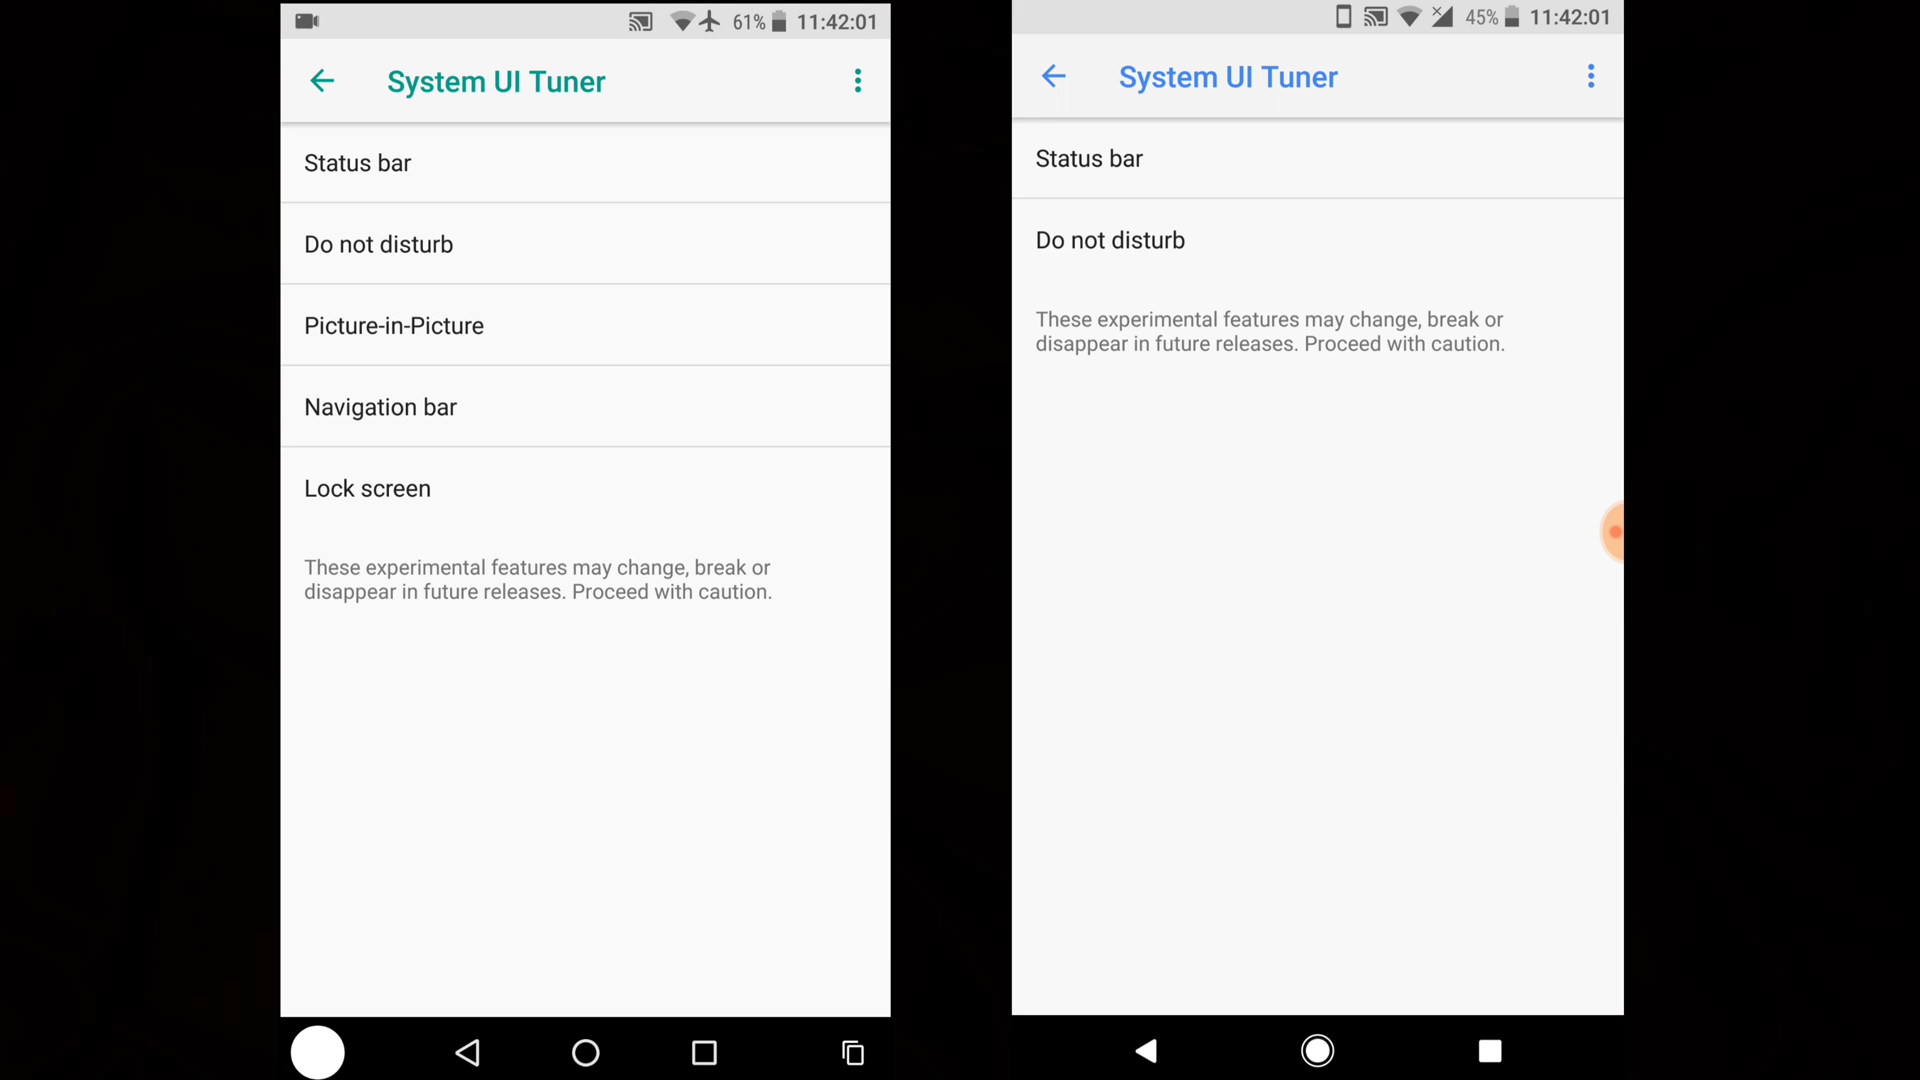 61% 11:42:01
System UI Tuner
Status bar
Do not disturb
Picture-in-Picture
Navigation bar
Lock screen
These experimental features may change, break or
disappear in future releases. Proceed with caution.
45% 11:42:01
System UI Tuner
Status bar
Do not disturb
These experimental features may change, break or
disappear in future releases. Proceed with caution.